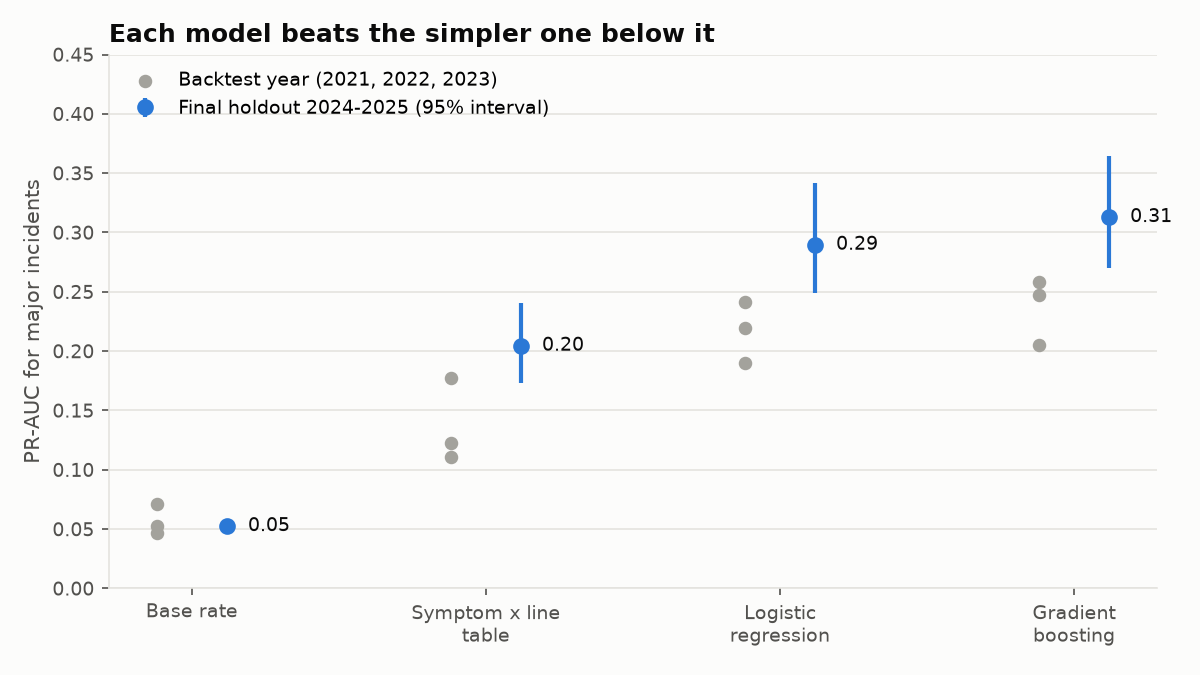 Each model beats the simpler one below it
Backtest year (2021, 2022, 2023)
Final holdout 2024-2025 (95% interval)
PR-AUC for major incidents
0.45
0.40
0.35
0.30
0.25
0.20
0.15
0.10
0.05
0.00
0.05
0.20
0.29
0.31
Base rate
Symptom x line
table
Logistic
regression
Gradient
boosting